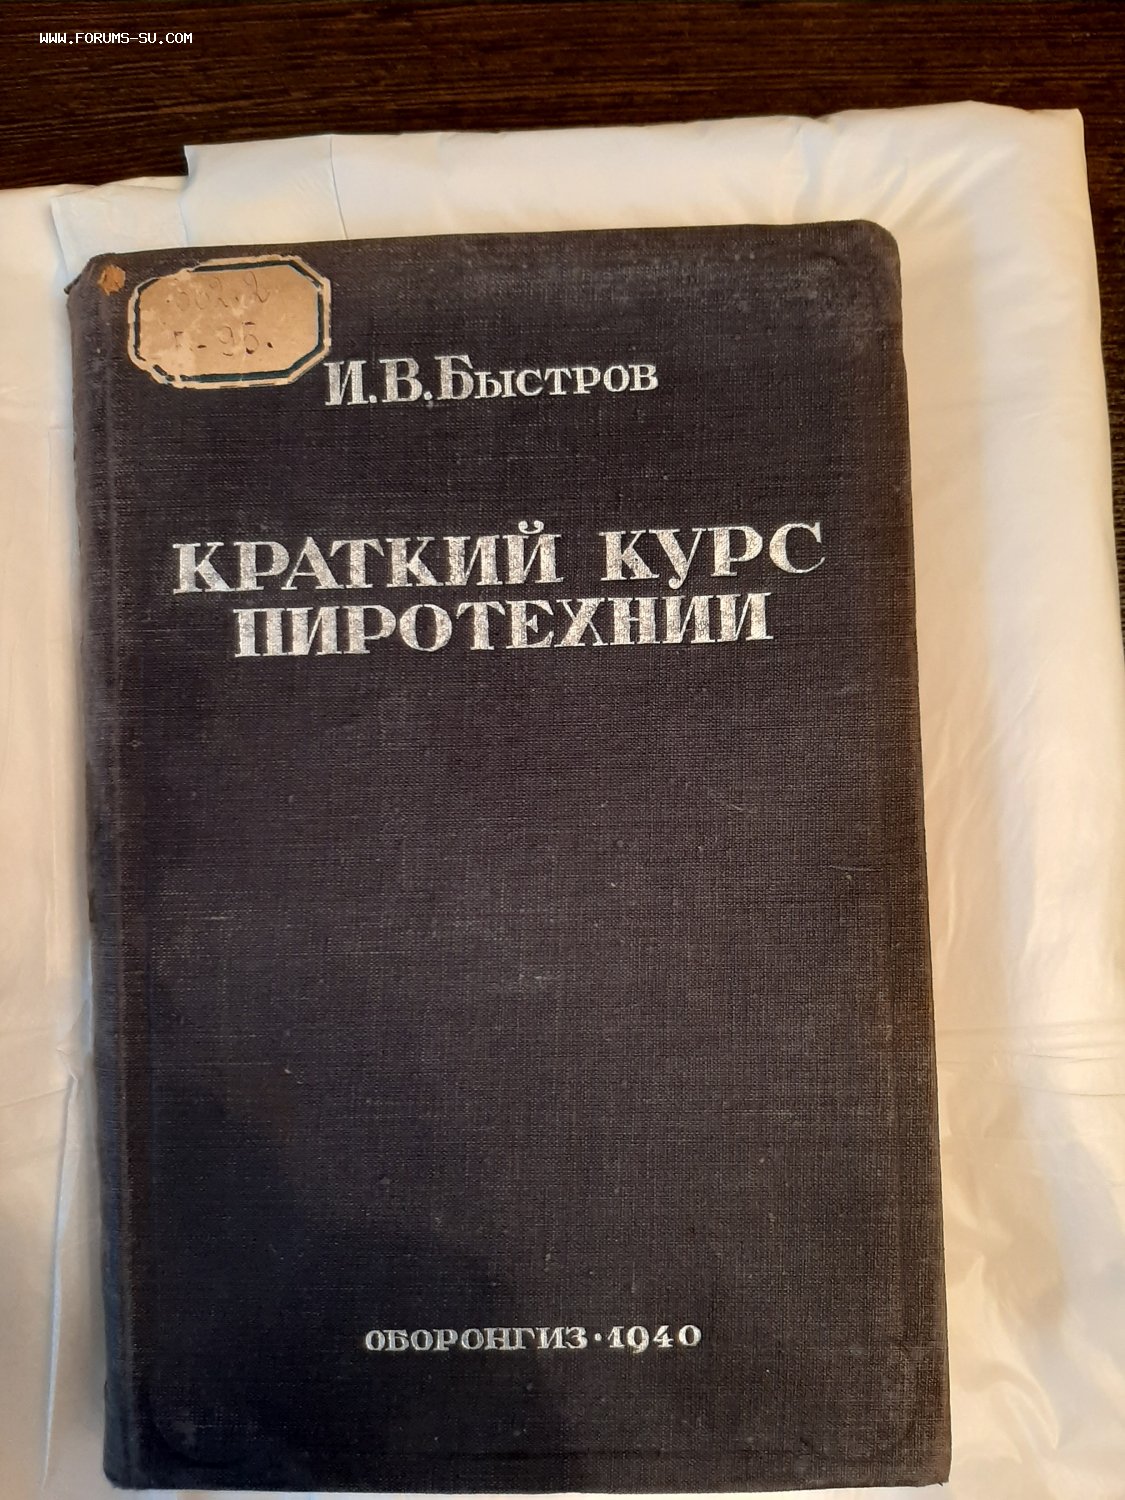 WWW.FORUMS-SU.COM
И.В.Быстров
КРАТКИЙ КУРС
ПИРОТЕХНИИ
ОБОРОНГИЗ·1940